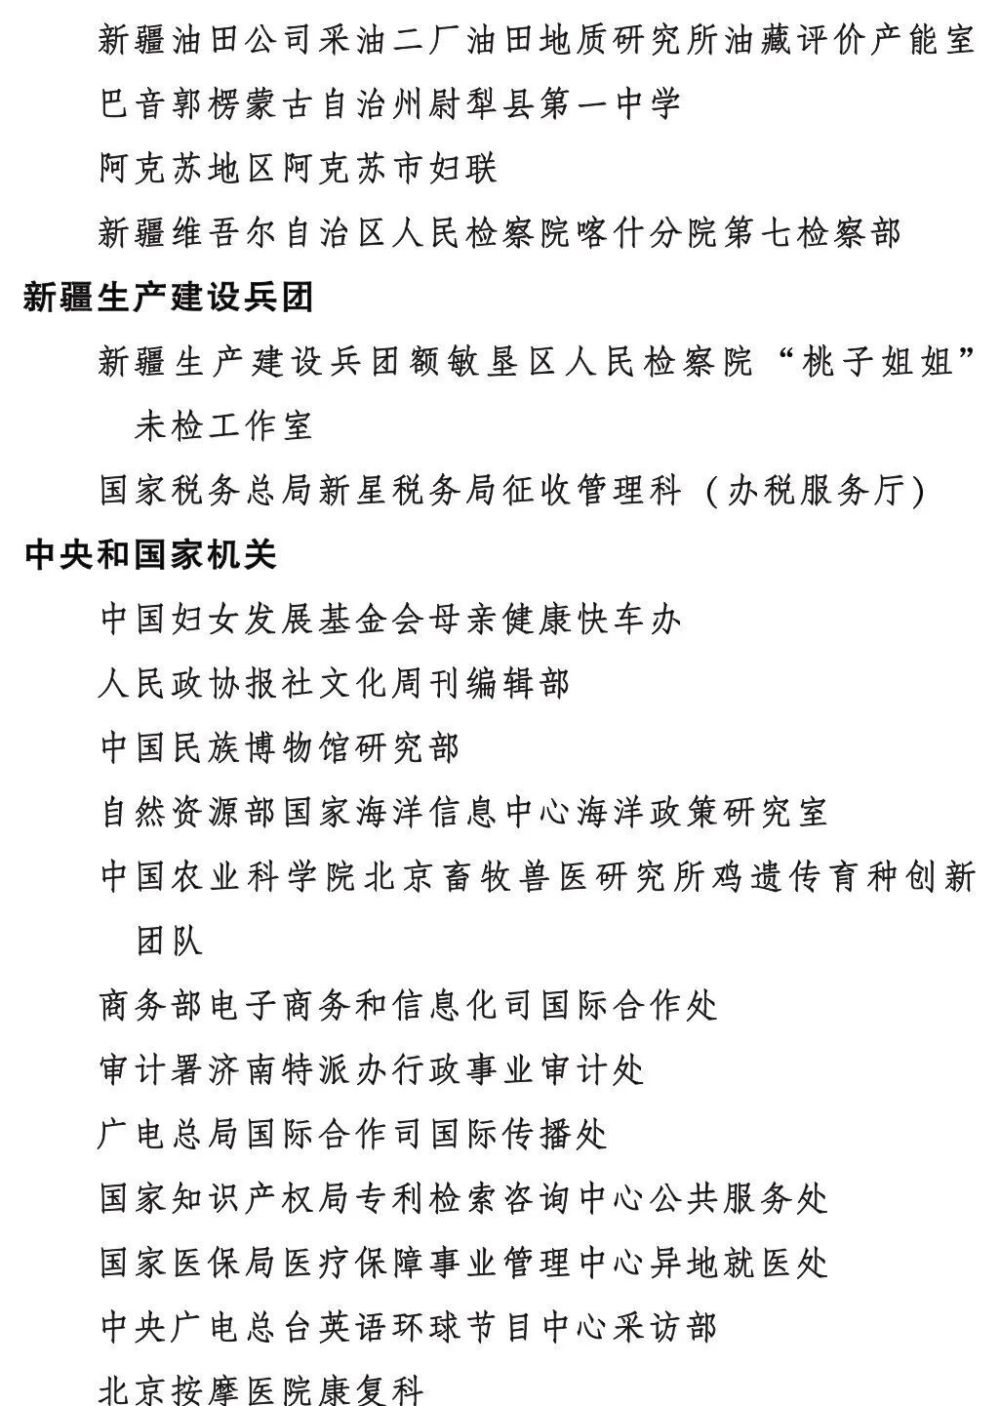 新疆油田公司采油二厂油田地质研究所油藏评价产能室
巴音郭楞蒙古自治州尉犁县第一中学
阿克苏地区阿克苏市妇联
新疆维吾尔自治区人民检察院喀什分院第七检察部
新疆生产建设兵团
新疆生产建设兵团额敏垦区人民检察院“桃子姐姐”
未检工作室
国家税务总局新星税务局征收管理科（办税服务厅）
中央和国家机关
中国妇女发展基金会母亲健康快车办
人民政协报社文化周刊编辑部
中国民族博物馆研究部
自然资源部国家海洋信息中心海洋政策研究室
中国农业科学院北京畜牧兽医研究所鸡遗传育种创新
团队
商务部电子商务和信息化司国际合作处
审计署济南特派办行政事业审计处
广电总局国际合作司国际传播处
国家知识产权局专利检索咨询中心公共服务处
国家医保局医疗保障事业管理中心异地就医处
中央广电总台英语环球节目中心采访部
北京按摩医院康复科